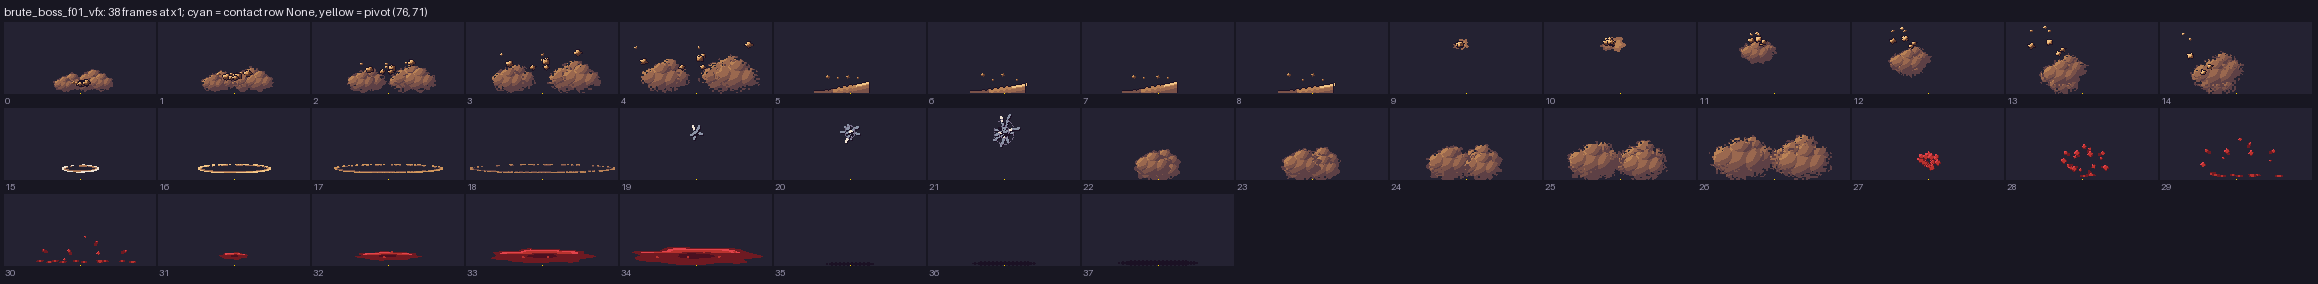 brute_boss_f01_vfx: 38 frames at x1; cyan = contact row None, yellow = pivot (76,71)
0 1 2 3 4 5 6 7 8 9 10 11 12 13 14
15 16 17 18 19 20 21 22 23 24 25 26 27 28 29
30 31 32 33 34 35 36 37